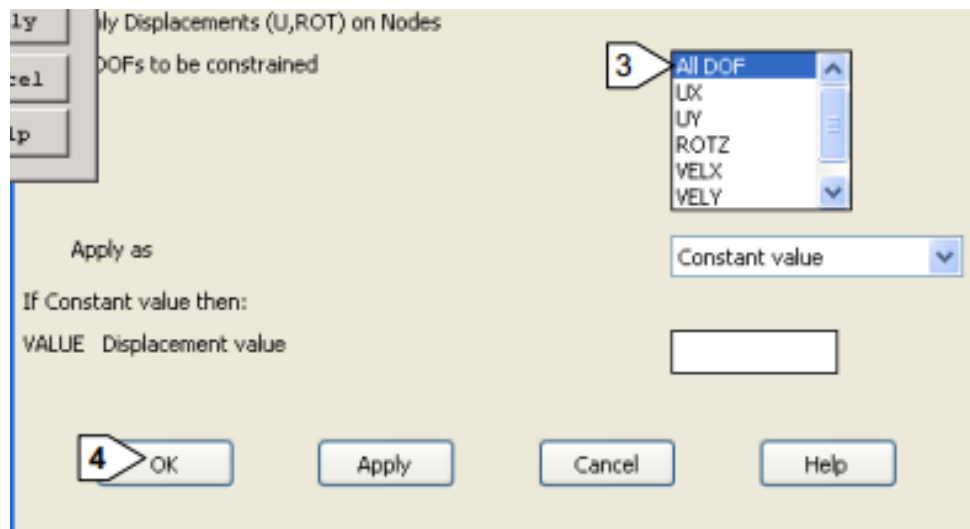 ly
ly Displacements (U,ROT) on Nodes
DOFs to be constrained
3
All DOF
cel
UX
UY
lp
ROTZ
VELX
VELY
Apply as
Constant value
If Constant value then:
VALUE Displacement value
4
OK
Apply
Cancel
Help